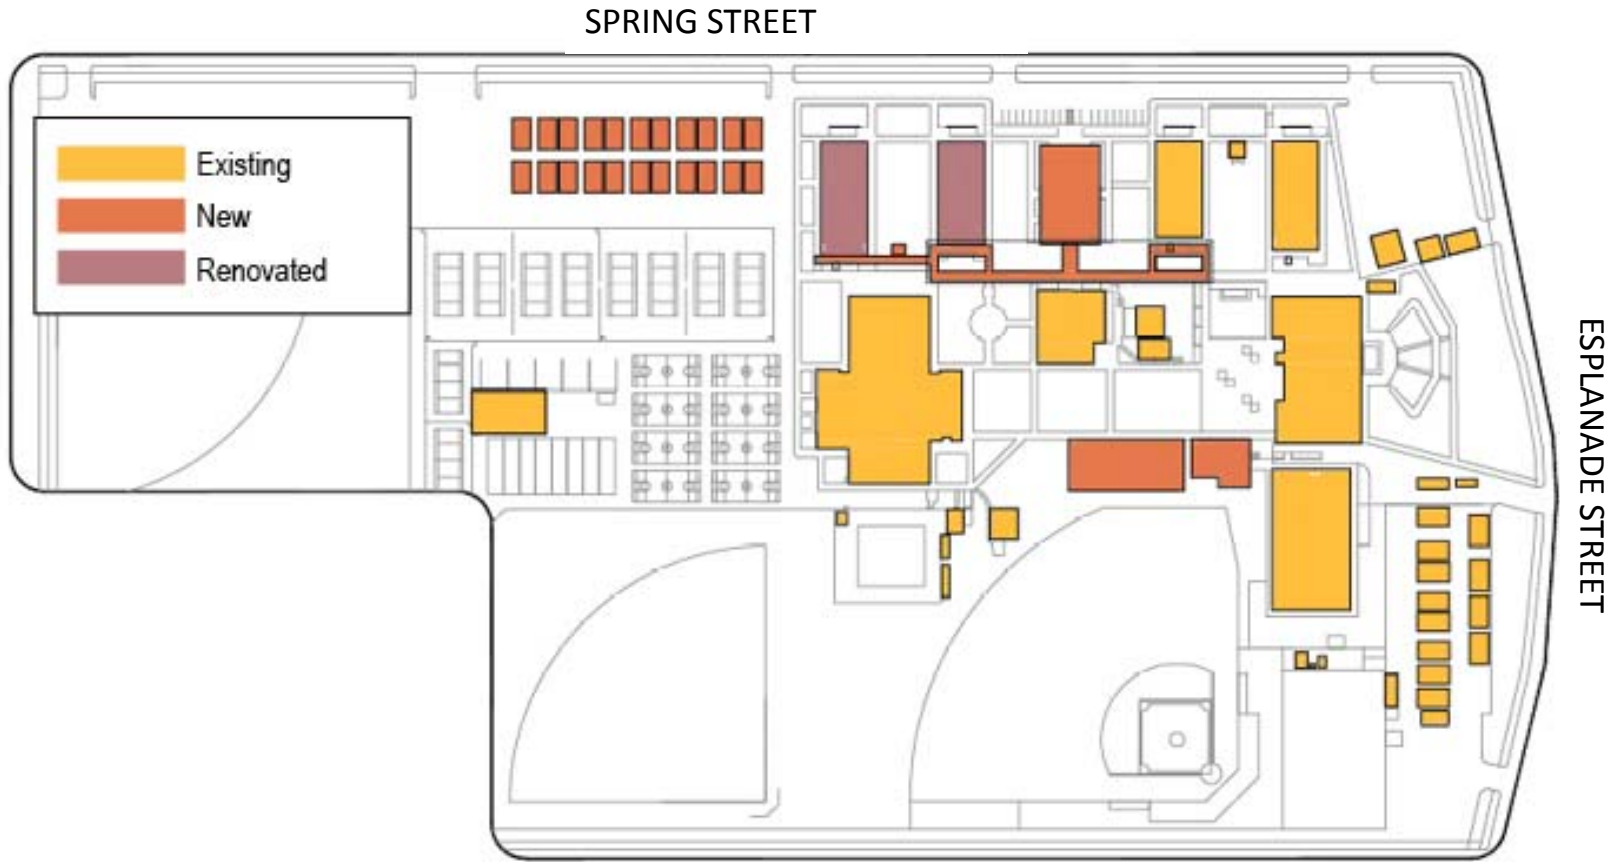 SPRING STREET
Existing
New
Renovated
ESPLANADE STREET